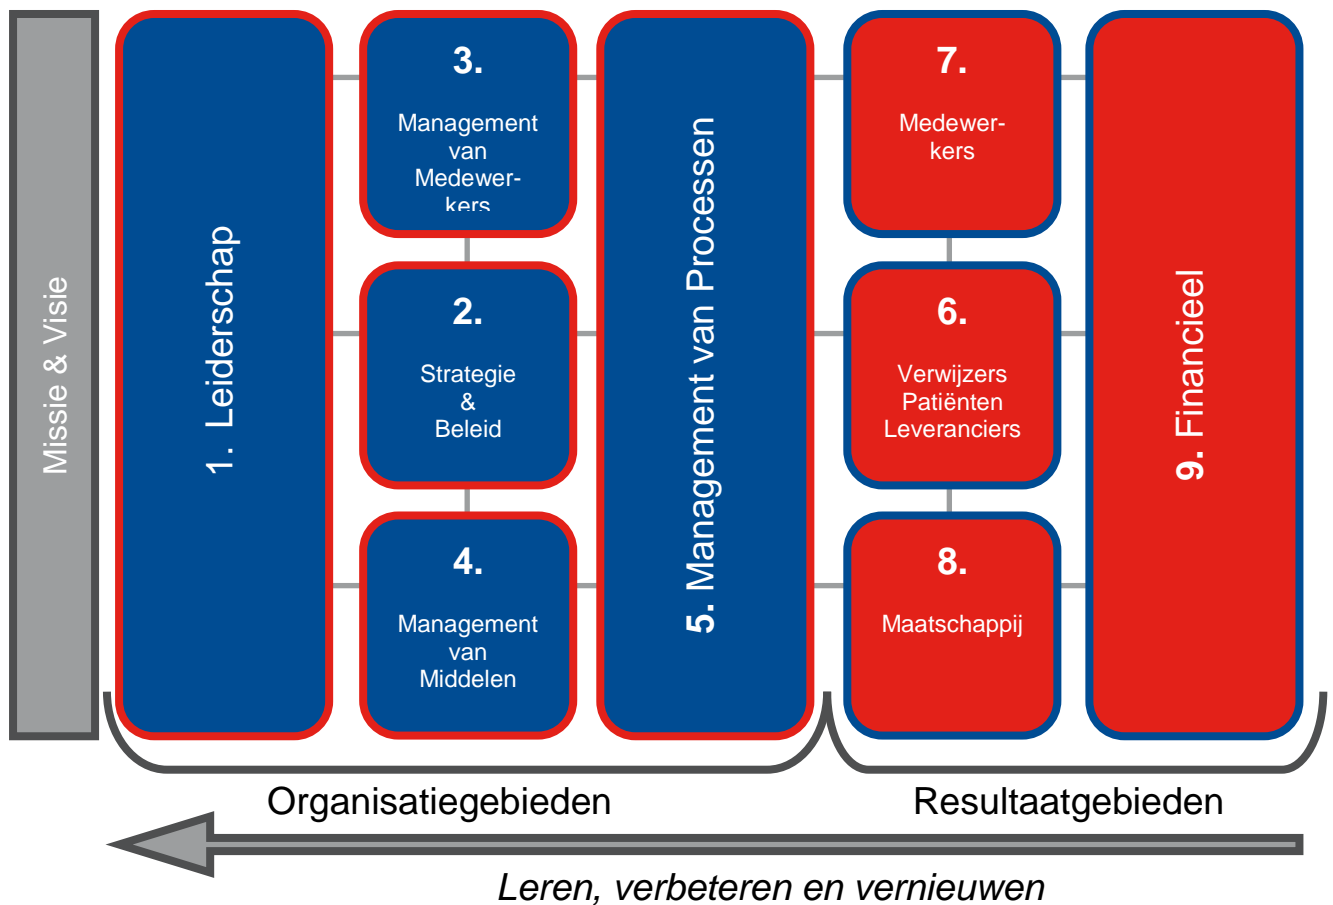 Missie & Visie
1. Leiderschap
3.
Management
van
Medewer-
kers
2.
Strategie
&
Beleid
4.
Management
van
Middelen
5. Management van Processen
7.
Medewer-
kers
6.
Verwijzers
Patiënten
Leveranciers
8.
Maatschappij
9. Financieel
Organisatiegebieden
Resultaatgebieden
Leren, verbeteren en vernieuwen